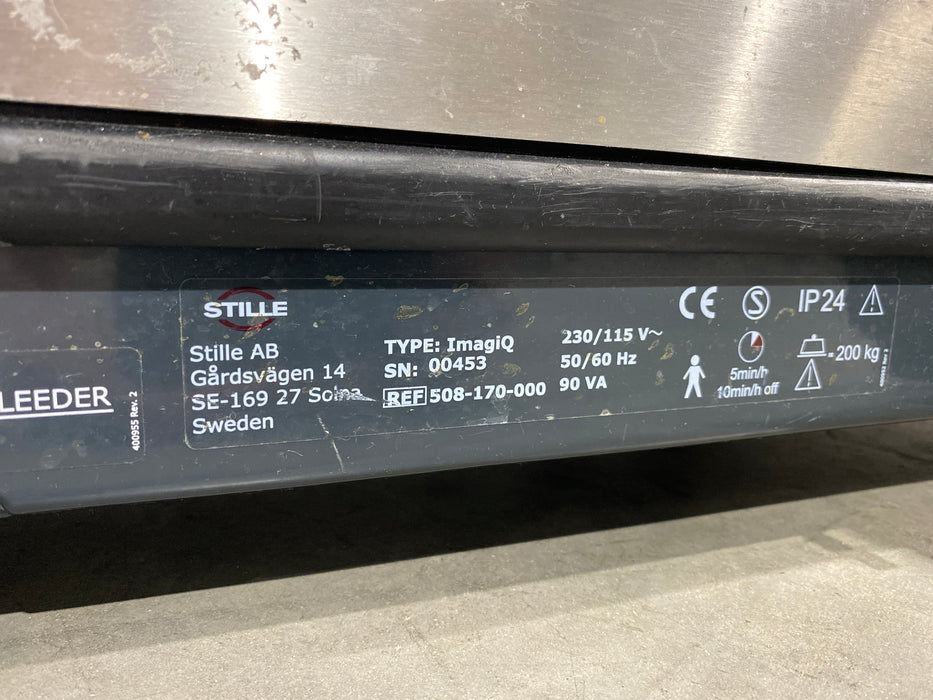 LEEDER
400955 Rev. 2
STILLE
Stille AB
Gårdsvägen 14
SE-169 27 Solna
Sweden
TYPE: ImagiQ
SN: 00453
REF 508-170-000
230/115 V~
50/60 Hz
90 VA
CE S IP24
5min/h
10min/h off
= 200 kg